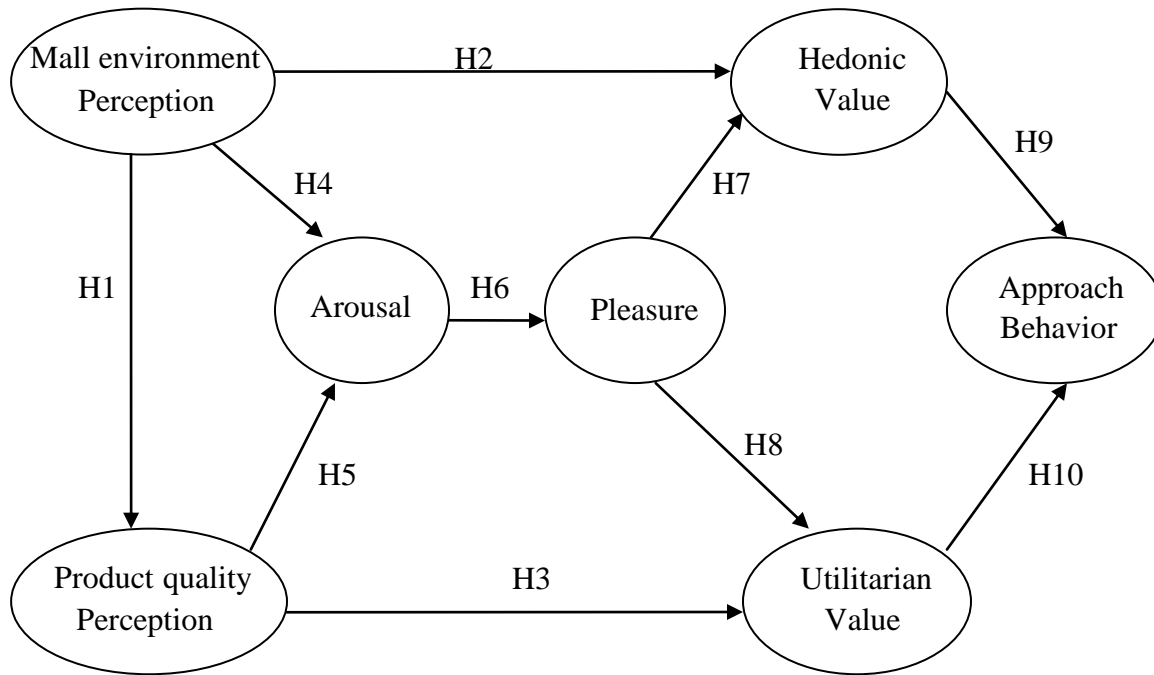 Mall environment
Perception
H2
Hedonic
Value
H4
H7
H9
H1
Arousal
H6
Pleasure
Approach
Behavior
H5
H8
H10
Product quality
Perception
H3
Utilitarian
Value